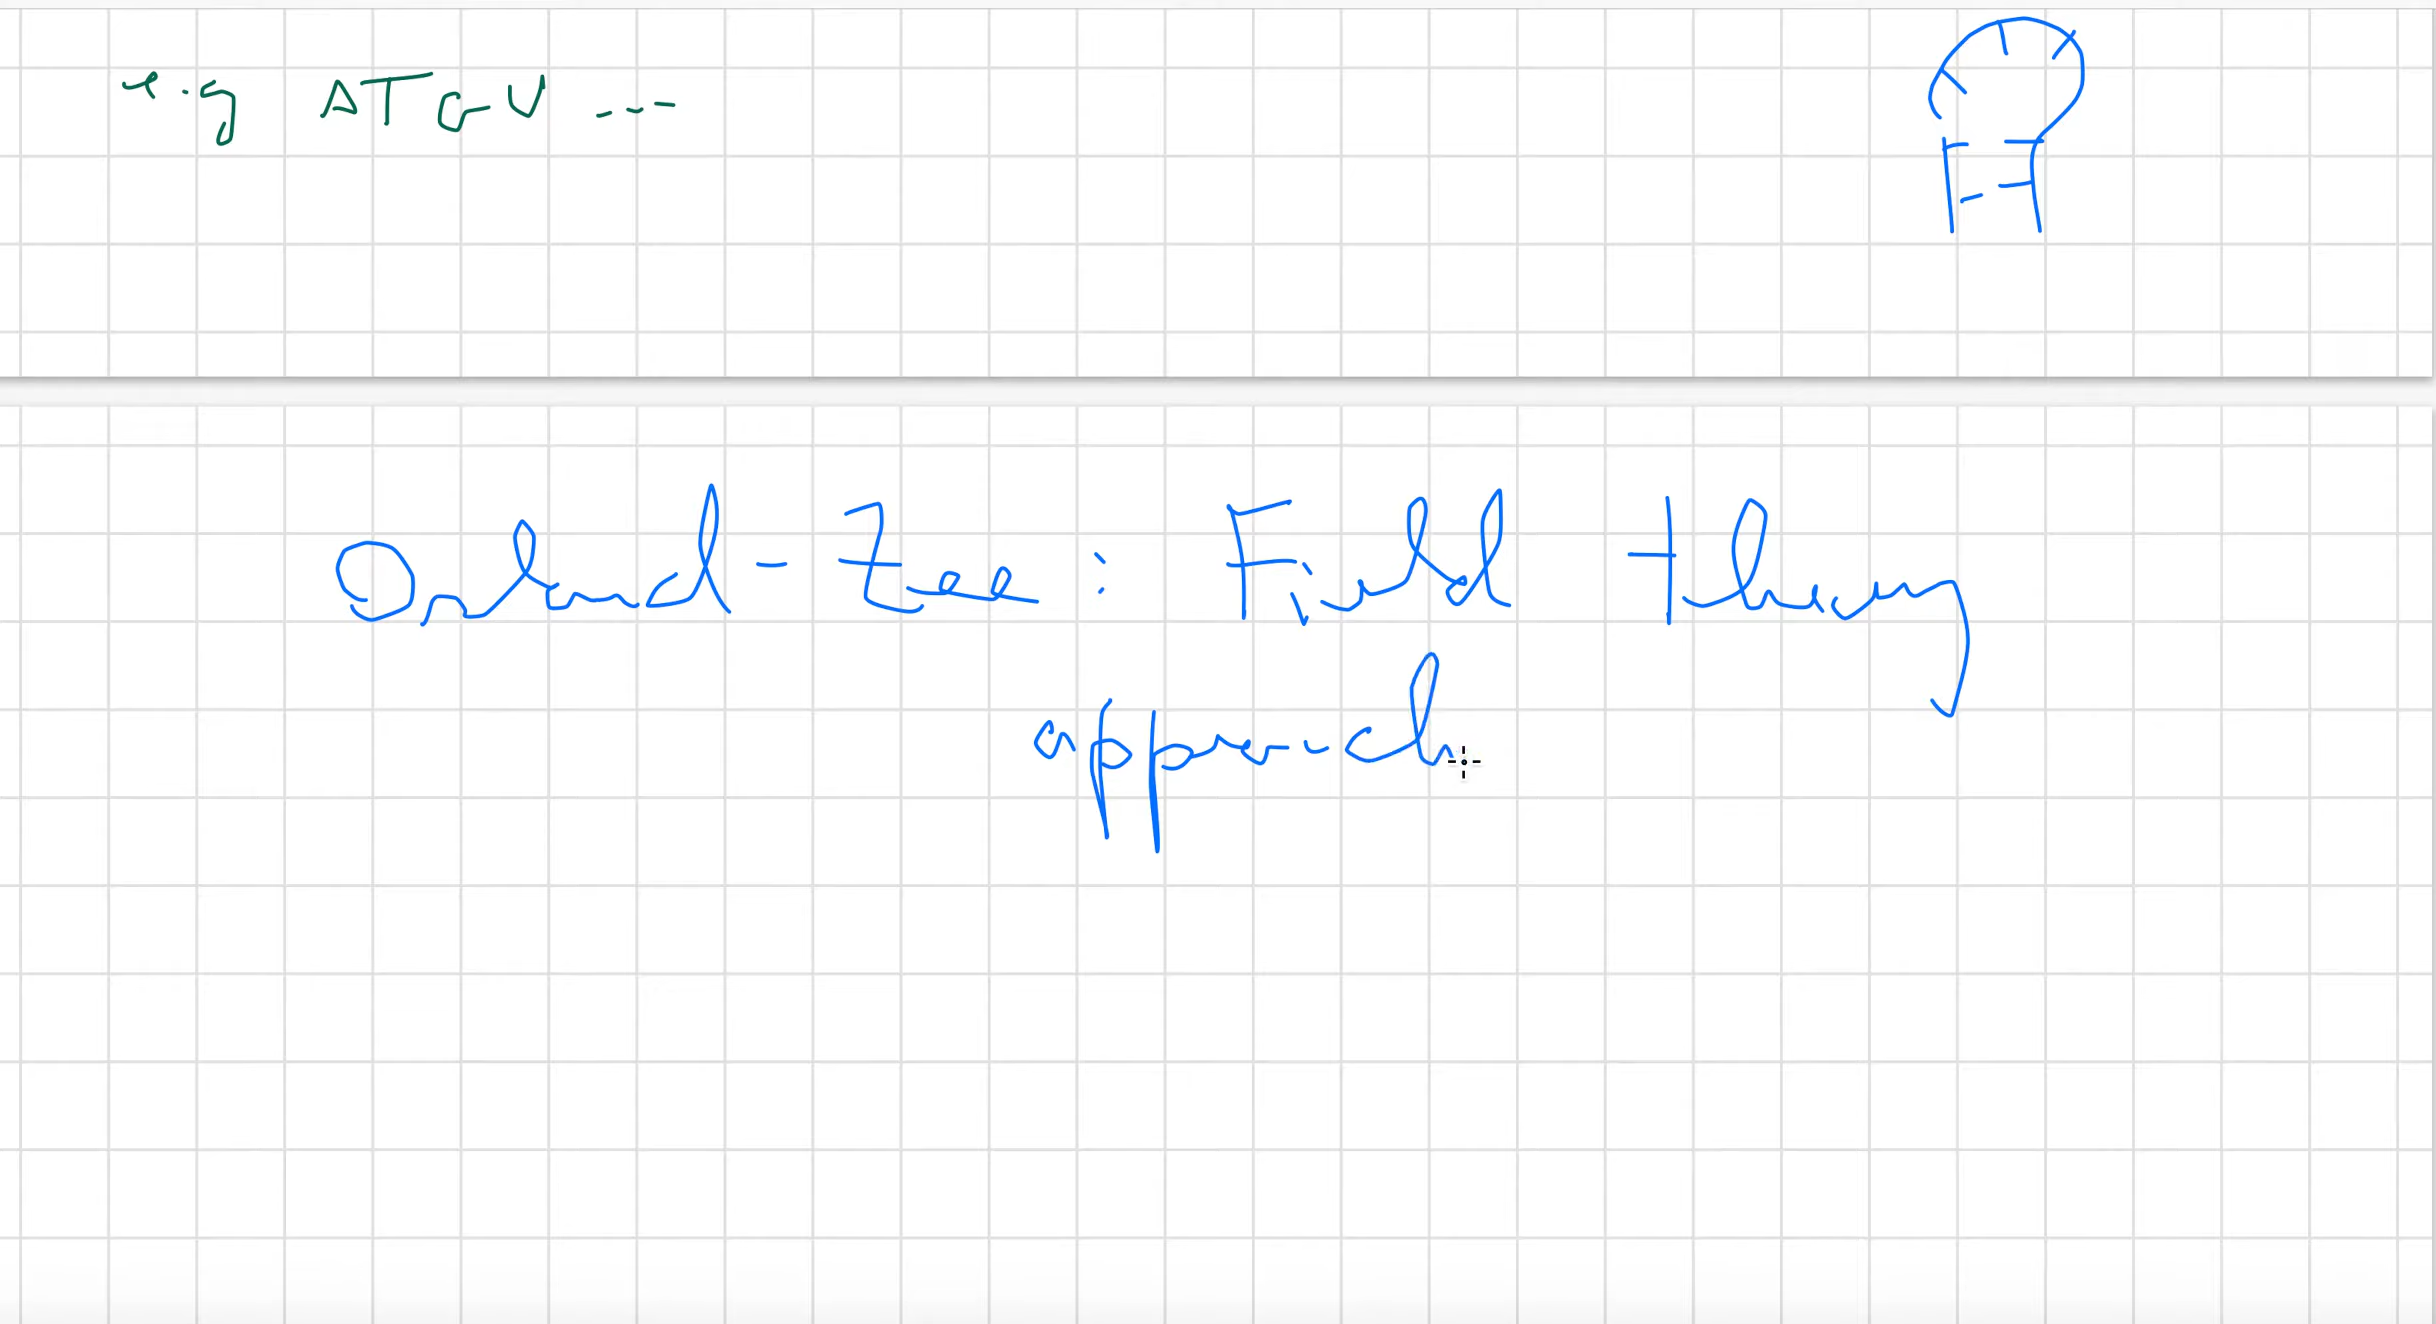 e.g ATGU ---
Orland-Zee: Field theory
approach